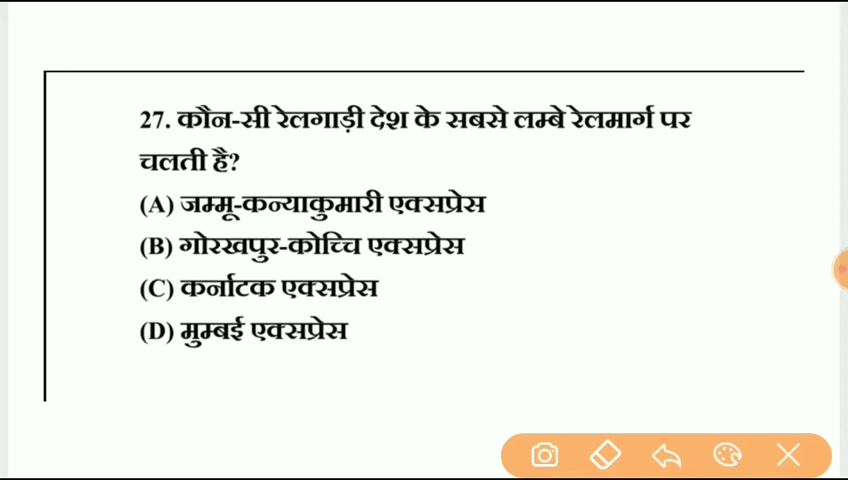 27. कौन-सी रेलगाड़ी देश के सबसे लम्बे रेलमार्ग पर
चलती है?
(A) जम्मू-कन्याकुमारी एक्सप्रेस
(B) गोरखपुर-कोच्चि एक्सप्रेस
(C) कर्नाटक एक्सप्रेस
(D) मुम्बई एक्सप्रेस